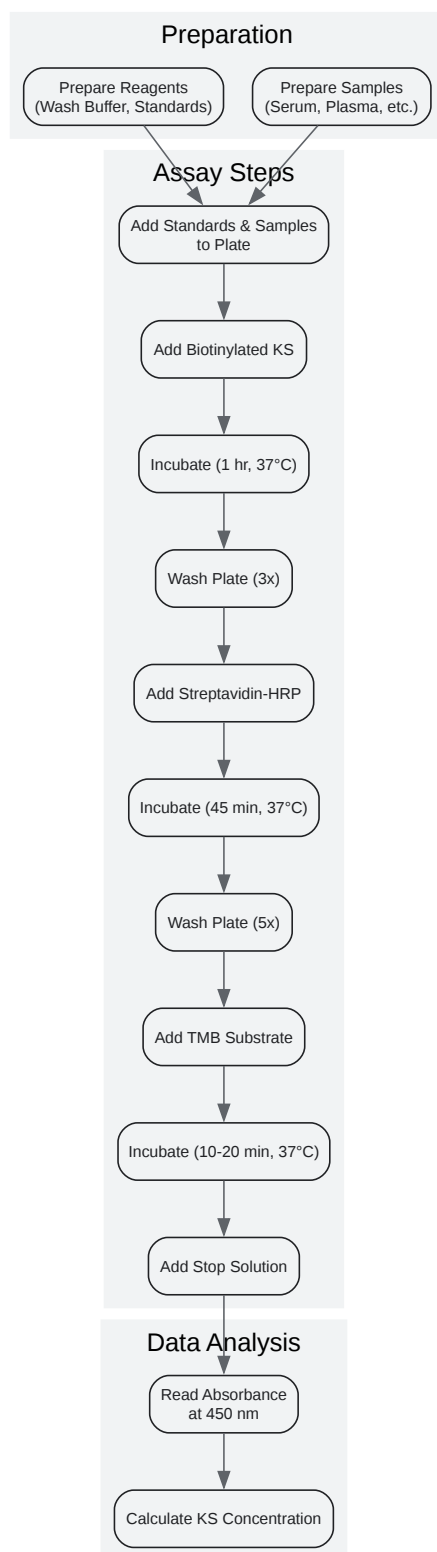 Preparation
Prepare Reagents
(Wash Buffer, Standards)
Prepare Samples
(Serum, Plasma, etc.)
Assay Steps
Add Standards & Samples
to Plate
Add Biotinylated KS
Incubate (1 hr, 37°C)
Wash Plate (3x)
Add Streptavidin-HRP
Incubate (45 min, 37°C)
Wash Plate (5x)
Add TMB Substrate
Incubate (10-20 min, 37°C)
Add Stop Solution
Data Analysis
Read Absorbance
at 450 nm
Calculate KS Concentration